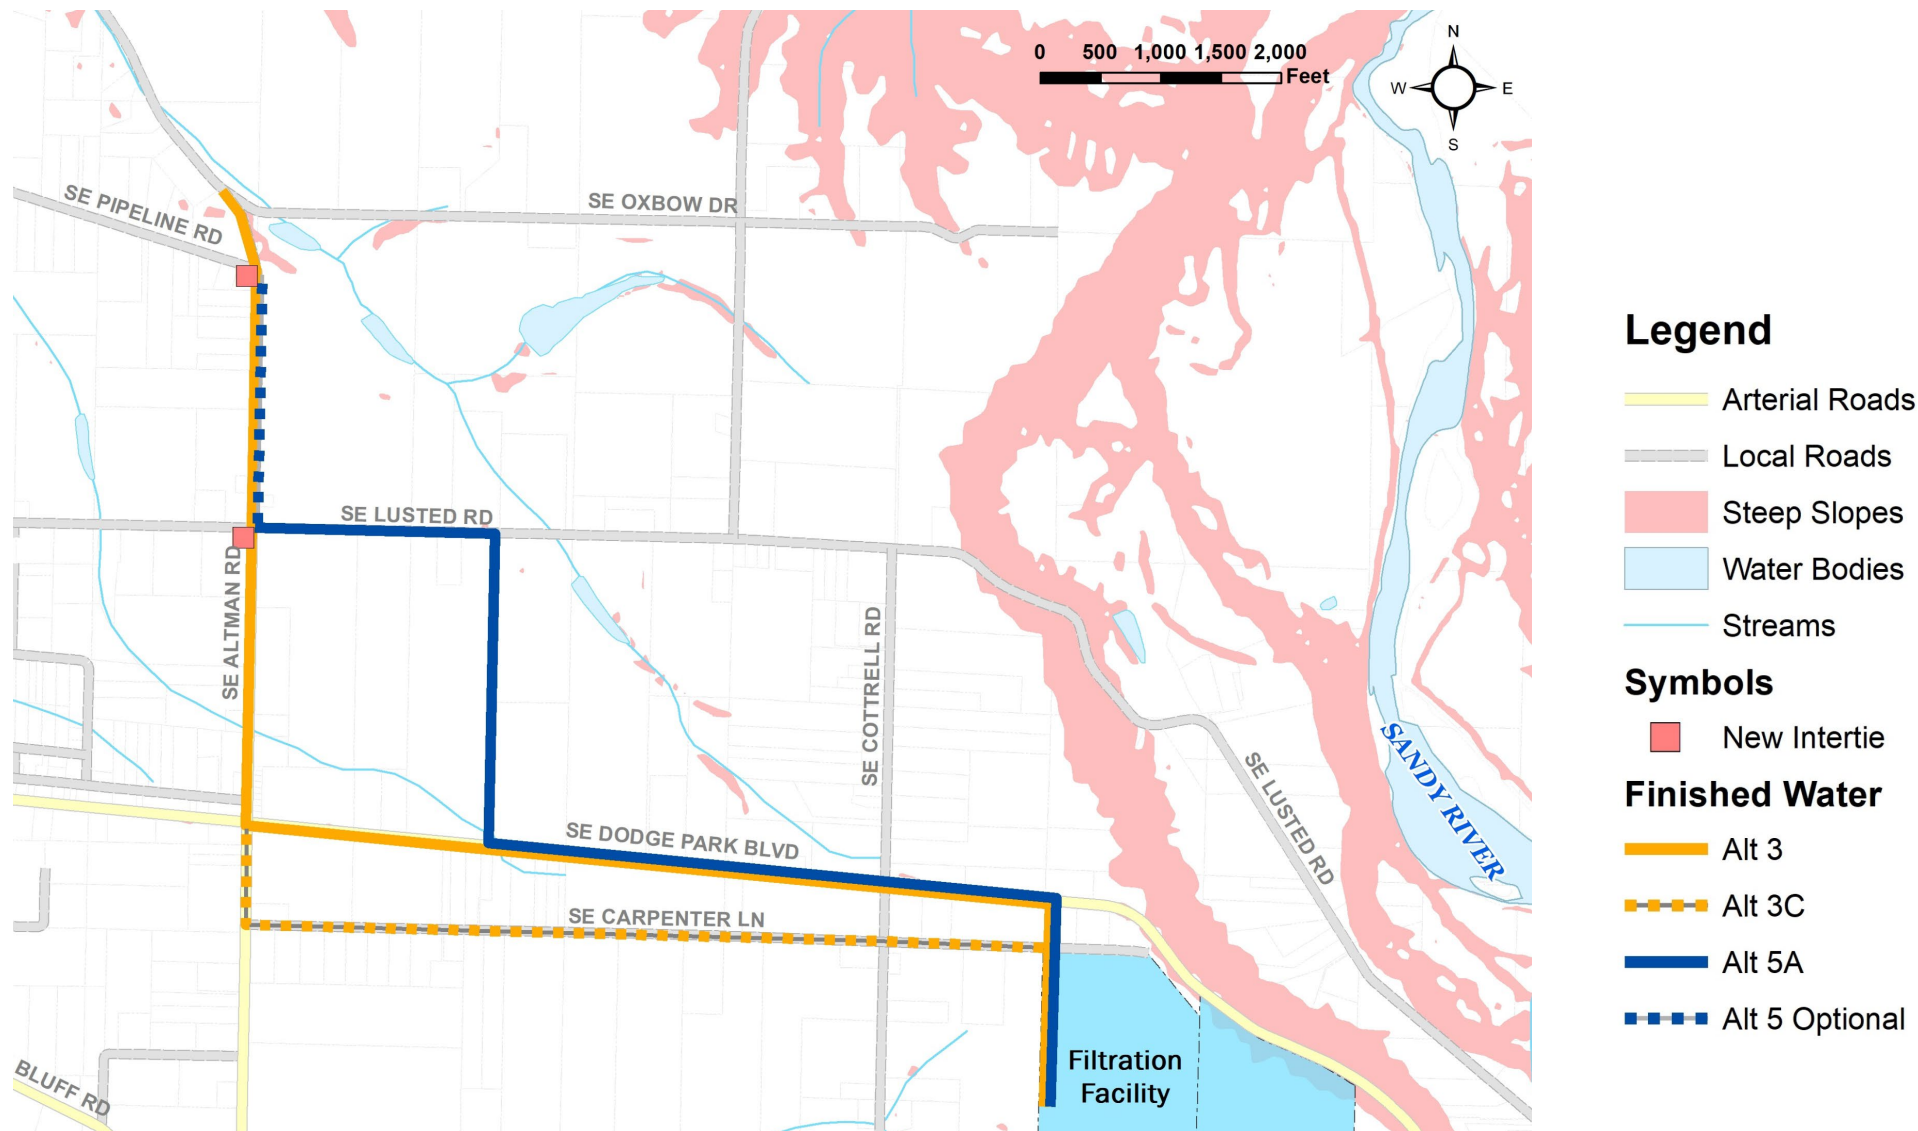 0 500 1,000 1,500 2,000
Feet
N
W E
S
SE PIPELINE RD
SE OXBOW DR
SE LUSTED RD
SE ALTMAN RD
SE COTTRELL RD
SE LUSTED RD
SANDY RIVER
SE DODGE PARK BLVD
SE CARPENTER LN
BLUFF RD
Filtration
Facility
Legend
Arterial Roads
Local Roads
Steep Slopes
Water Bodies
Streams
Symbols
New Intertie
Finished Water
Alt 3
Alt 3C
Alt 5A
Alt 5 Optional